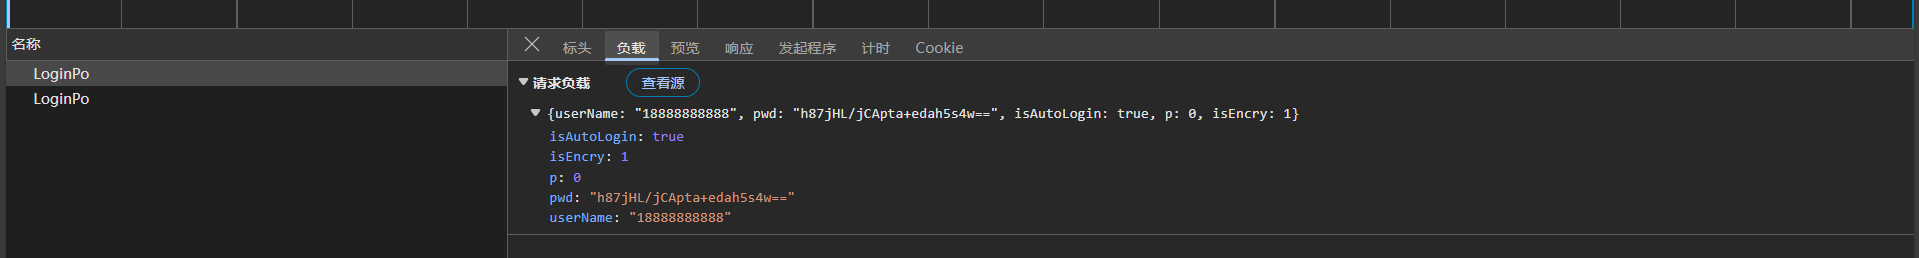 名称
LoginPo
LoginPo
标头 负载 预览 响应 发起程序 计时 Cookie
请求负载 查看源
{userName: "18888888888", pwd: "h87jHL/jCApta+edah5s4w==", isAutoLogin: true, p: 0, isEncry: 1}
isAutoLogin: true
isEncry: 1
p: 0
pwd: "h87jHL/jCApta+edah5s4w=="
userName: "18888888888"